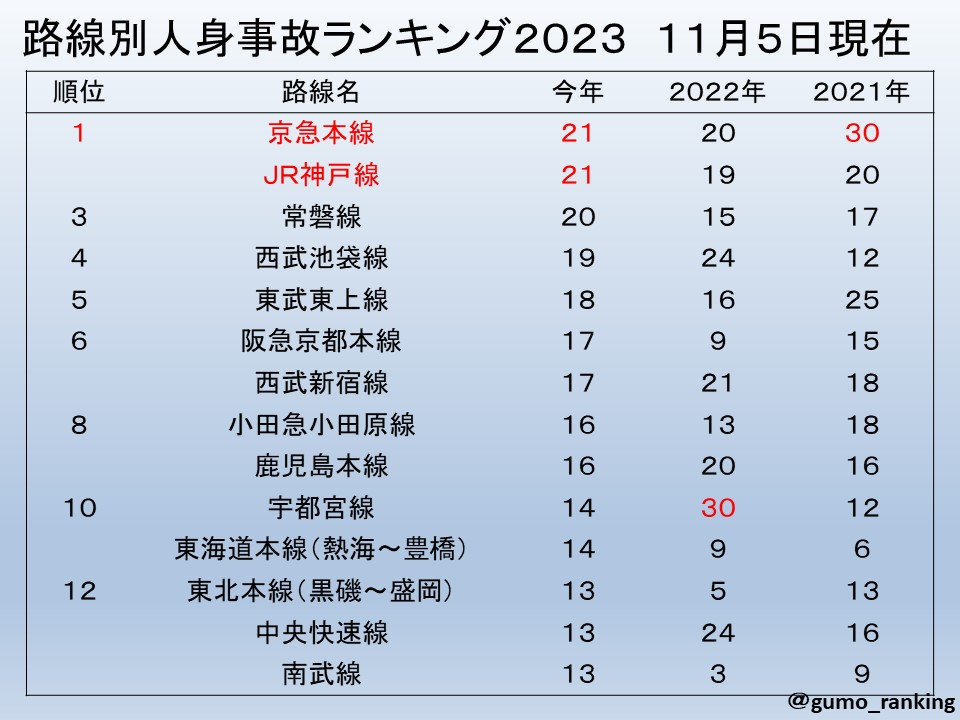 路線別人身事故ランキング２０２３　１１月５日現在
順位 路線名 今年 ２０２２年 ２０２１年
1 京急本線 21 20 30
ＪＲ神戸線 21 19 20
3 常磐線 20 15 17
4 西武池袋線 19 24 12
5 東武東上線 18 16 25
6 阪急京都本線 17 9 15
西武新宿線 17 21 18
8 小田急小田原線 16 13 18
鹿児島本線 16 20 16
10 宇都宮線 14 30 12
東海道本線（熱海～豊橋） 14 9 6
12 東北本線（黒磯～盛岡） 13 5 13
中央快速線 13 24 16
南武線 13 3 9
＠gumo_ranking